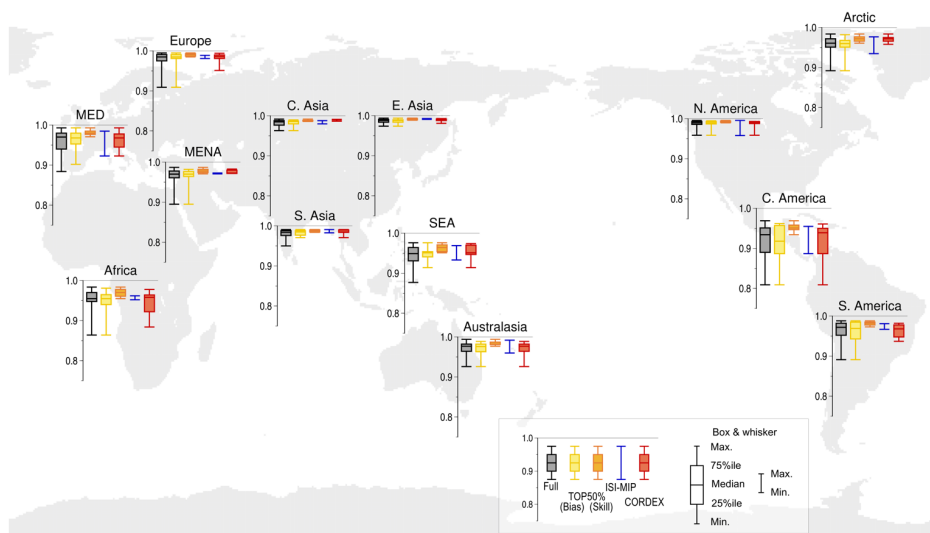 Arctic
1.0
0.9
0.8
Europe
1.0
0.9
0.8
MED
1.0
0.9
0.8
C. Asia
1.0
0.9
0.8
E. Asia
1.0
0.9
0.8
N. America
1.0
0.9
0.8
MENA
1.0
0.9
0.8
C. America
1.0
0.9
0.8
S. Asia
1.0
0.9
0.8
SEA
1.0
0.9
0.8
Africa
1.0
0.9
0.8
S. America
1.0
0.9
0.8
Australasia
1.0
0.9
0.8
1.0
0.9
0.8
Full
TOP50%
(Bias) (Skill)
ISI-MIP
CORDEX
Box & whisker
Max.
75%ile
Median
25%ile
Min.
Max.
Min.